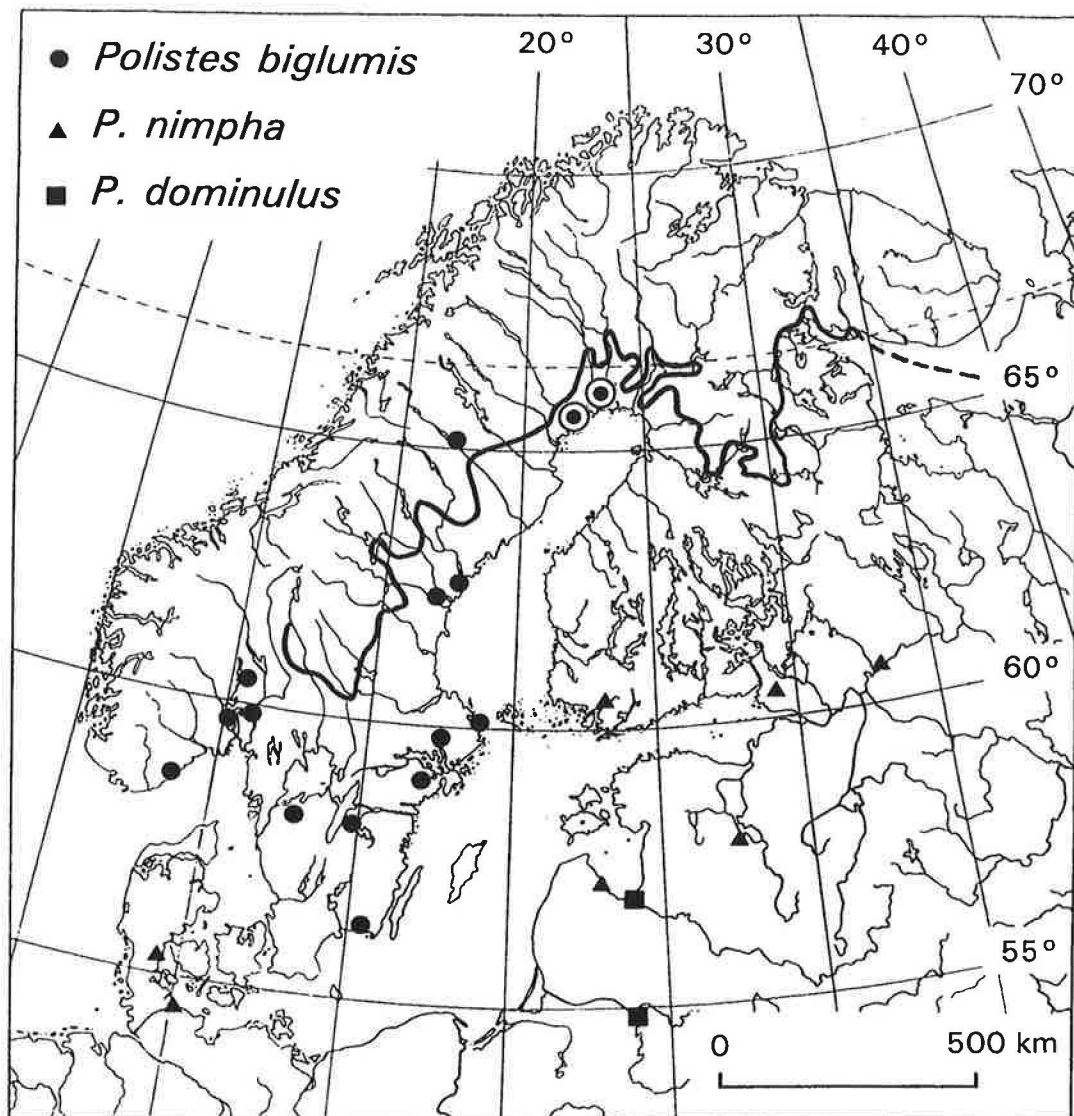 Polistes biglumis
P. nimpha
P. dominulus
20° 30° 40°
70°
65°
60°
55°
0 500 km